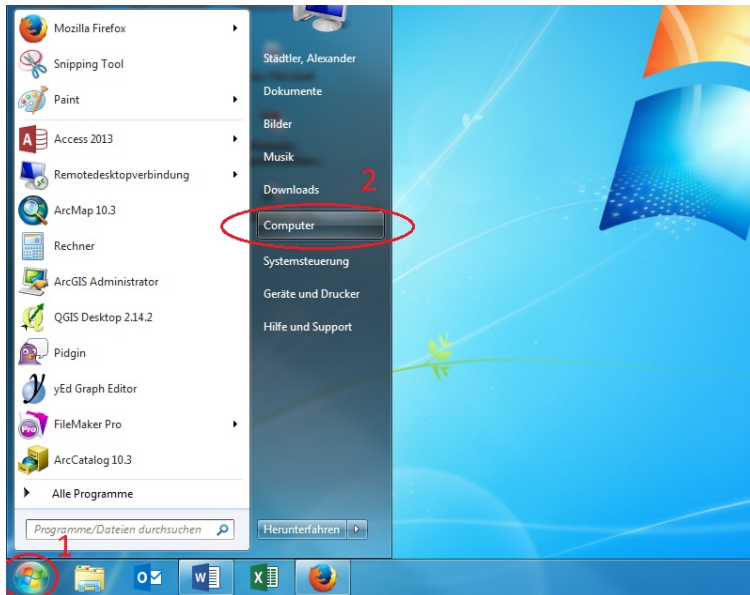 Mozilla Firefox
Snipping Tool
Paint
Access 2013
Remotedesktopverbindung
ArcMap 10.3
Rechner
ArcGIS Administrator
QGIS Desktop 2.14.2
Pidgin
yEd Graph Editor
FileMaker Pro
ArcCatalog 10.3
Alle Programme
Programme/Dateien durchsuchen
1
Städtler, Alexander
Dokumente
Bilder
Musik
Downloads
2
Computer
Systemsteuerung
Geräte und Drucker
Hilfe und Support
Herunterfahren